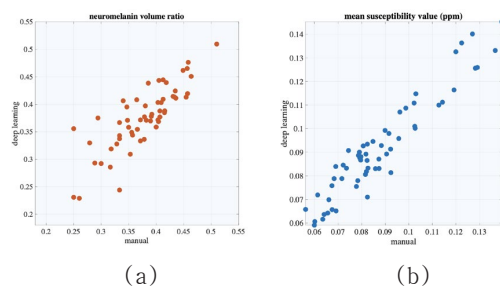 neuromelanin volume ratio
0.55
0.5
0.45
0.4
0.35
0.3
0.25
0.2
deep learning
0.2 0.25 0.3 0.35 0.4 0.45 0.5 0.55
manual
(a)
mean susceptibility value (ppm)
0.14
0.13
0.12
0.11
0.1
0.09
0.08
0.07
0.06
deep learning
0.06 0.07 0.08 0.09 0.1 0.11 0.12 0.13
manual
(b)